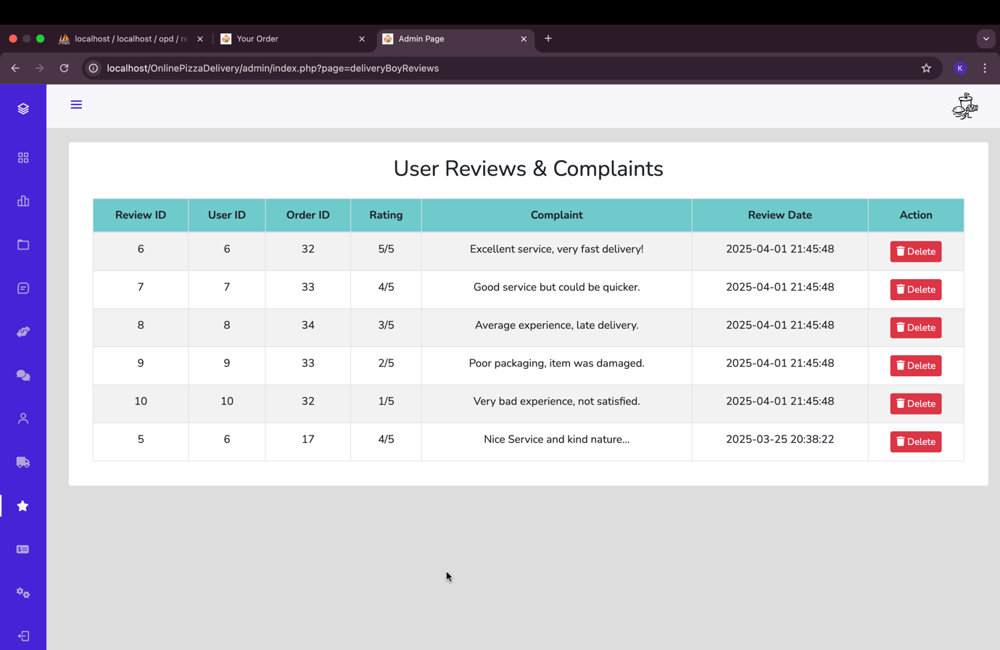 localhost / localhost / opd / re
Your Order
Admin Page
localhost/OnlinePizzaDelivery/admin/index.php?page=deliveryBoyReviews
K
User Reviews & Complaints
Review ID User ID Order ID Rating Complaint Review Date Action
6 6 32 5/5 Excellent service, very fast delivery! 2025-04-01 21:45:48 Delete
7 7 33 4/5 Good service but could be quicker. 2025-04-01 21:45:48 Delete
8 8 34 3/5 Average experience, late delivery. 2025-04-01 21:45:48 Delete
9 9 33 2/5 Poor packaging, item was damaged. 2025-04-01 21:45:48 Delete
10 10 32 1/5 Very bad experience, not satisfied. 2025-04-01 21:45:48 Delete
5 6 17 4/5 Nice Service and kind nature... 2025-03-25 20:38:22 Delete